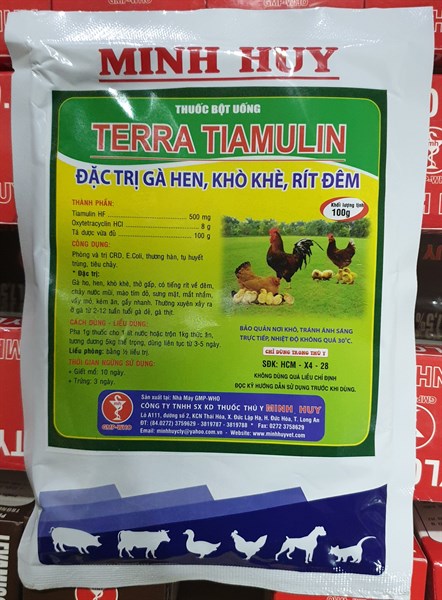 MINH HUY
THUỐC BỘT UỐNG
TERRA TIAMULIN
ĐẶC TRỊ GÀ HEN, KHÒ KHÈ, RÍT ĐÊM
THÀNH PHẦN:
Tiamulin HF 500 mg
Oxytetracyclin HCl 8 g
Tá dược vừa đủ 100 g
Khối lượng tịnh
100g
CÔNG DỤNG:
Phòng và trị CRD, E.Coli, thương hàn, tụ huyết
trùng, tiêu chảy.
* Đặc trị:
Gà hen, ho, khò khè, thở gấp, có tiếng rít về đêm,
chảy nước mũi, mào tím đỏ, sưng mặt, mắt nhắm,
vẩy mỏ, kém ăn, gầy nhanh. Thường xuyên xảy ra
ở gà từ 2-12 tuần tuổi gà đẻ, gà thịt.
CÁCH DÙNG - LIỀU DÙNG:
Pha 1g thuốc cho 1 lít nước hoặc trộn 1kg thức ăn,
tương đương 5kg thể trọng, dùng liên tục từ 3-5 ngày.
Liều phòng: bằng ½ liều trị.
THỜI GIAN NGỪNG SỬ DỤNG:
- Giết mổ: 10 ngày.
- Trứng: 3 ngày.
BẢO QUẢN NƠI KHÔ, TRÁNH ÁNH SÁNG
TRỰC TIẾP, NHIỆT ĐỘ KHÔNG QUÁ 30°C.
CHỈ DÙNG TRONG THÚ Y
SĐK: HCM - X4 - 28
KHÔNG DÙNG QUÁ LIỀU CHỈ ĐỊNH
ĐỌC KỸ HƯỚNG DẪN SỬ DỤNG TRƯỚC KHI DÙNG.
GMP-WHO
Sản xuất tại: Nhà Máy GMP-WHO
CÔNG TY TNHH SX KD THUỐC THÚ Y MINH HUY
Lô A111, đường số 2, KCN Thái Hòa, X. Đức Lập Hạ, H. Đức Hòa, T. Long An
ĐT: (84.0272) 3759629 - 3819787 - 3819788 * Fax: 0272 3758629
Email: minhhuycty@yahoo.com.vn - Website: www.minhhuyvet.com